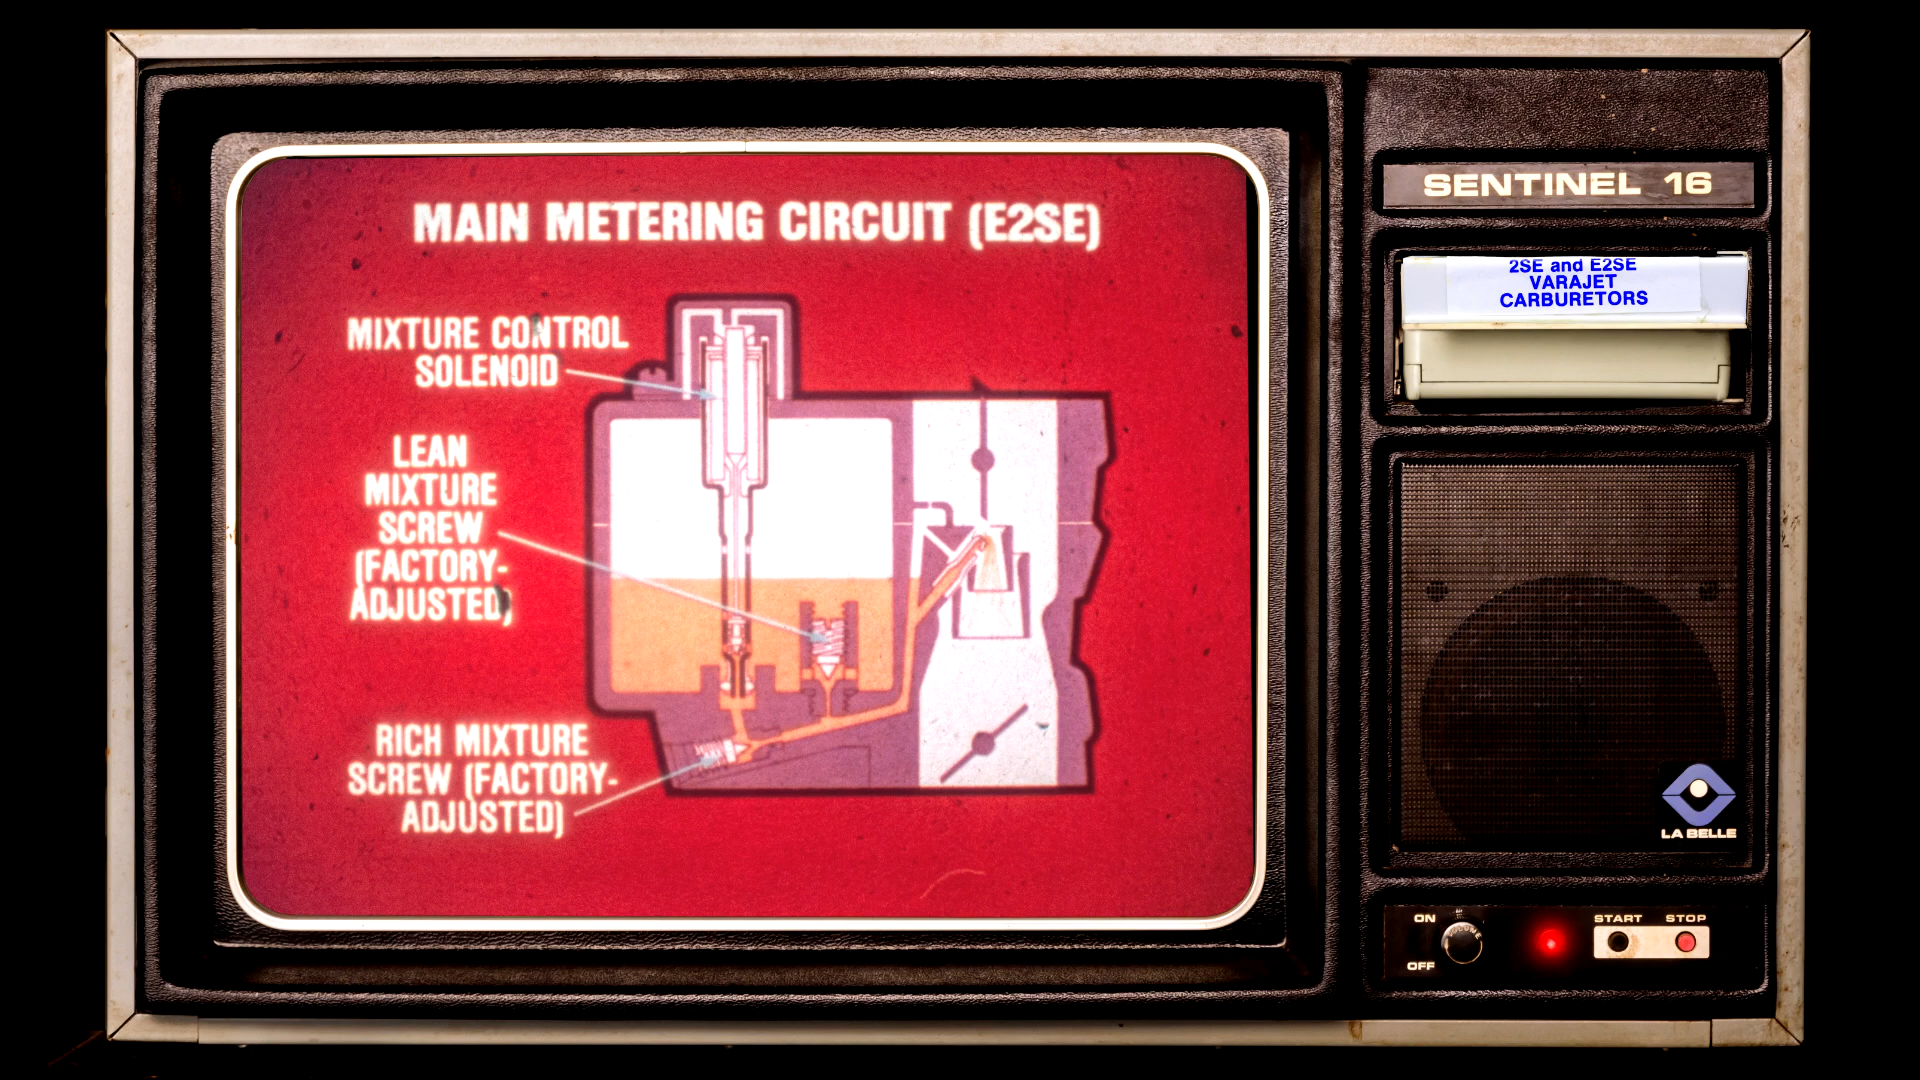 MAIN METERING CIRCUIT (E2SE)
MIXTURE CONTROL
SOLENOID
LEAN
MIXTURE
SCREW
(FACTORY-
ADJUSTED)
RICH MIXTURE
SCREW (FACTORY-
ADJUSTED)
SENTINEL 16
2SE and E2SE
VARAJET
CARBURETORS
LA BELLE
ON
OFF
VOLUME
START
STOP